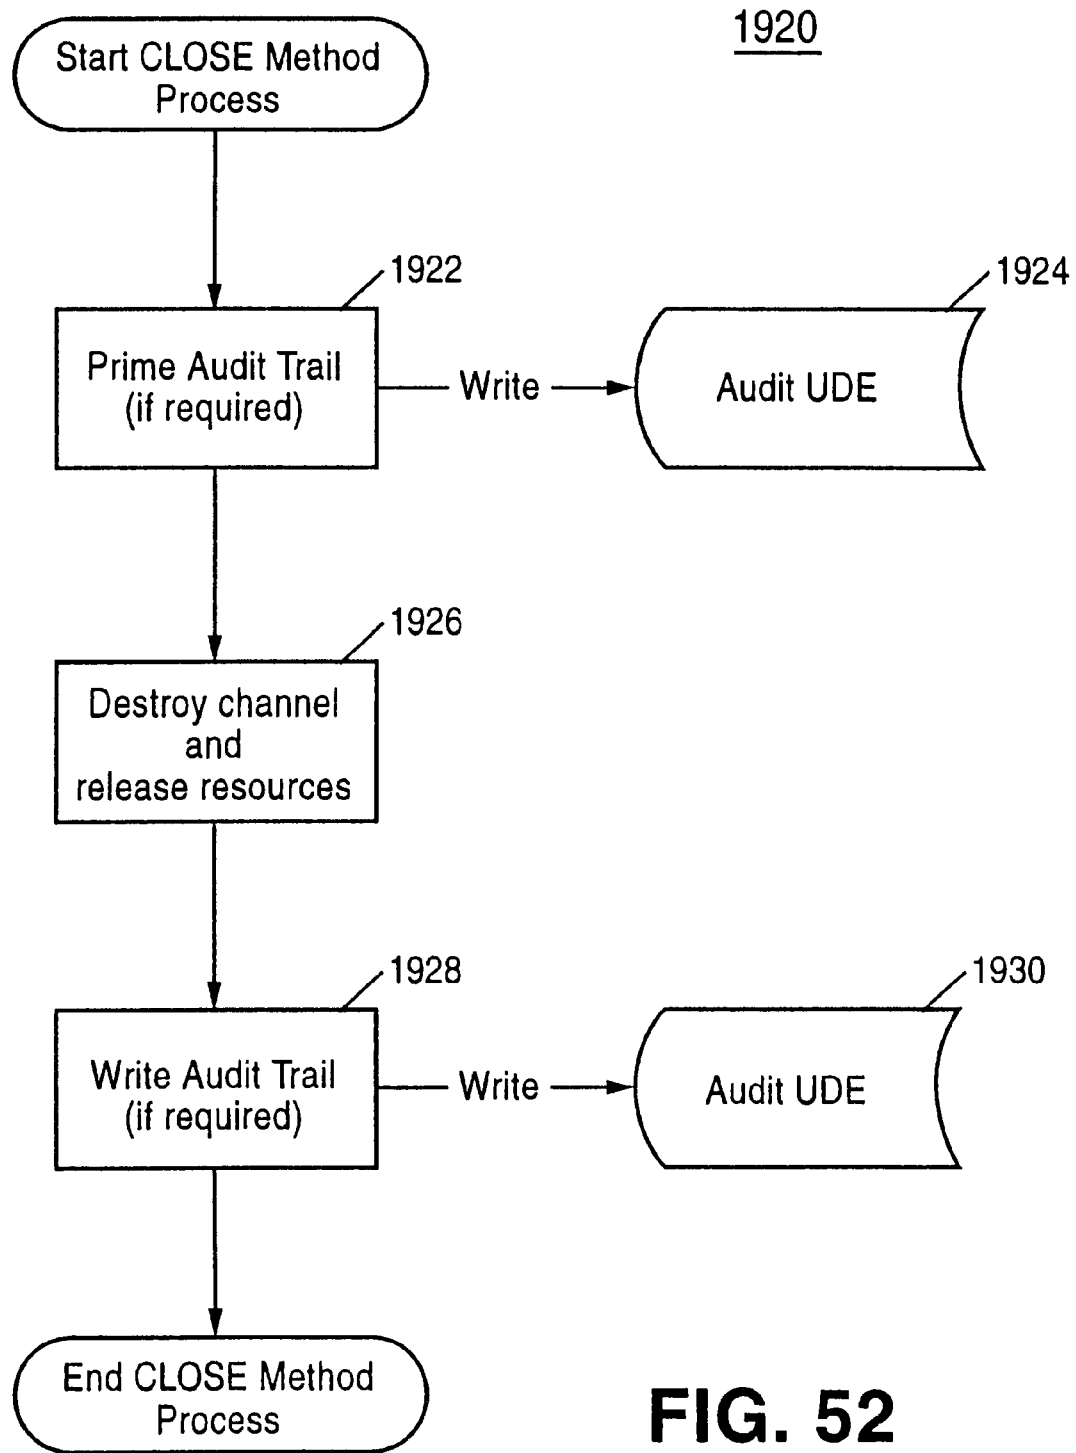 1920
Start CLOSE Method
Process
1922
1924
Prime Audit Trail
(if required)
Write
Audit UDE
1926
Destroy channel
and
release resources
1928
1930
Write Audit Trail
(if required)
Write
Audit UDE
End CLOSE Method
Process
FIG. 52